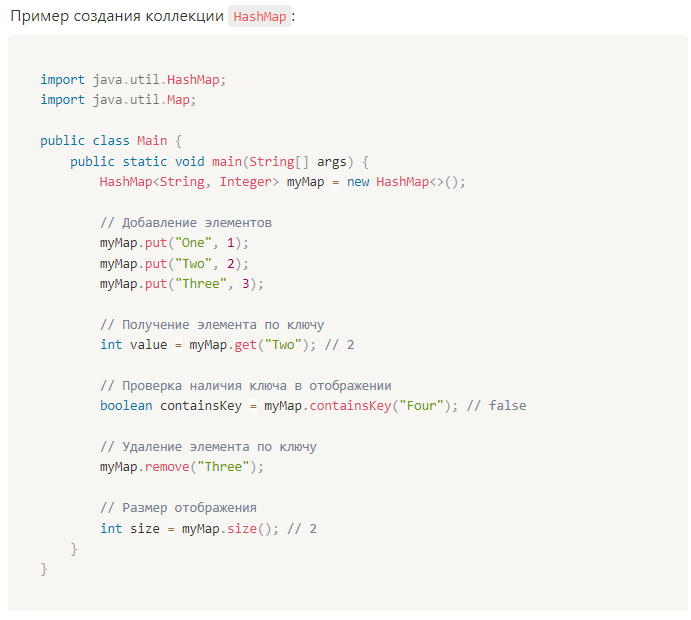 Пример создания коллекции HashMap:
import java.util.HashMap;
import java.util.Map;
public class Main {
public static void main(String[] args) {
HashMap<String, Integer> myMap = new HashMap<>();
// Добавление элементов
myMap.put("One", 1);
myMap.put("Two", 2);
myMap.put("Three", 3);
// Получение элемента по ключу
int value = myMap.get("Two"); // 2
// Проверка наличия ключа в отображении
boolean containsKey = myMap.containsKey("Four"); // false
// Удаление элемента по ключу
myMap.remove("Three");
// Размер отображения
int size = myMap.size(); // 2
}
}